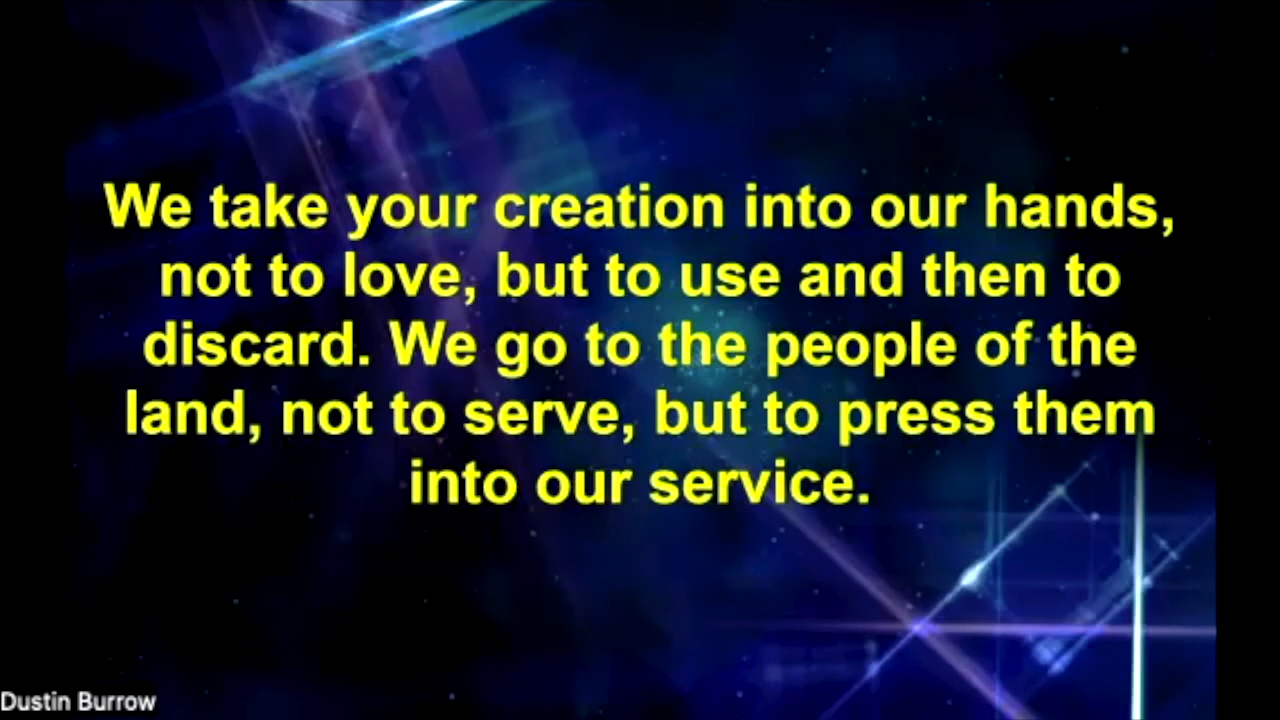 We take your creation into our hands,
not to love, but to use and then to
discard. We go to the people of the
land, not to serve, but to press them
into our service.
Dustin Burrow